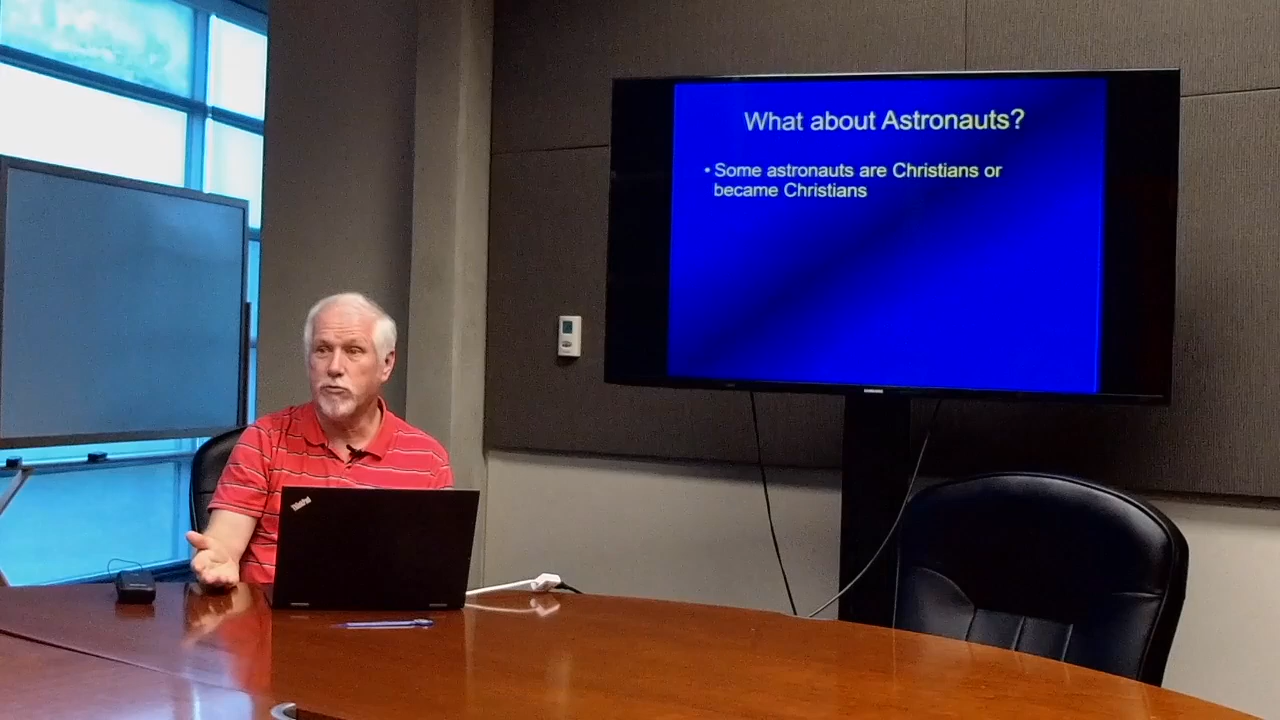 What about Astronauts?
• Some astronauts are Christians or
became Christians
ThinkPad